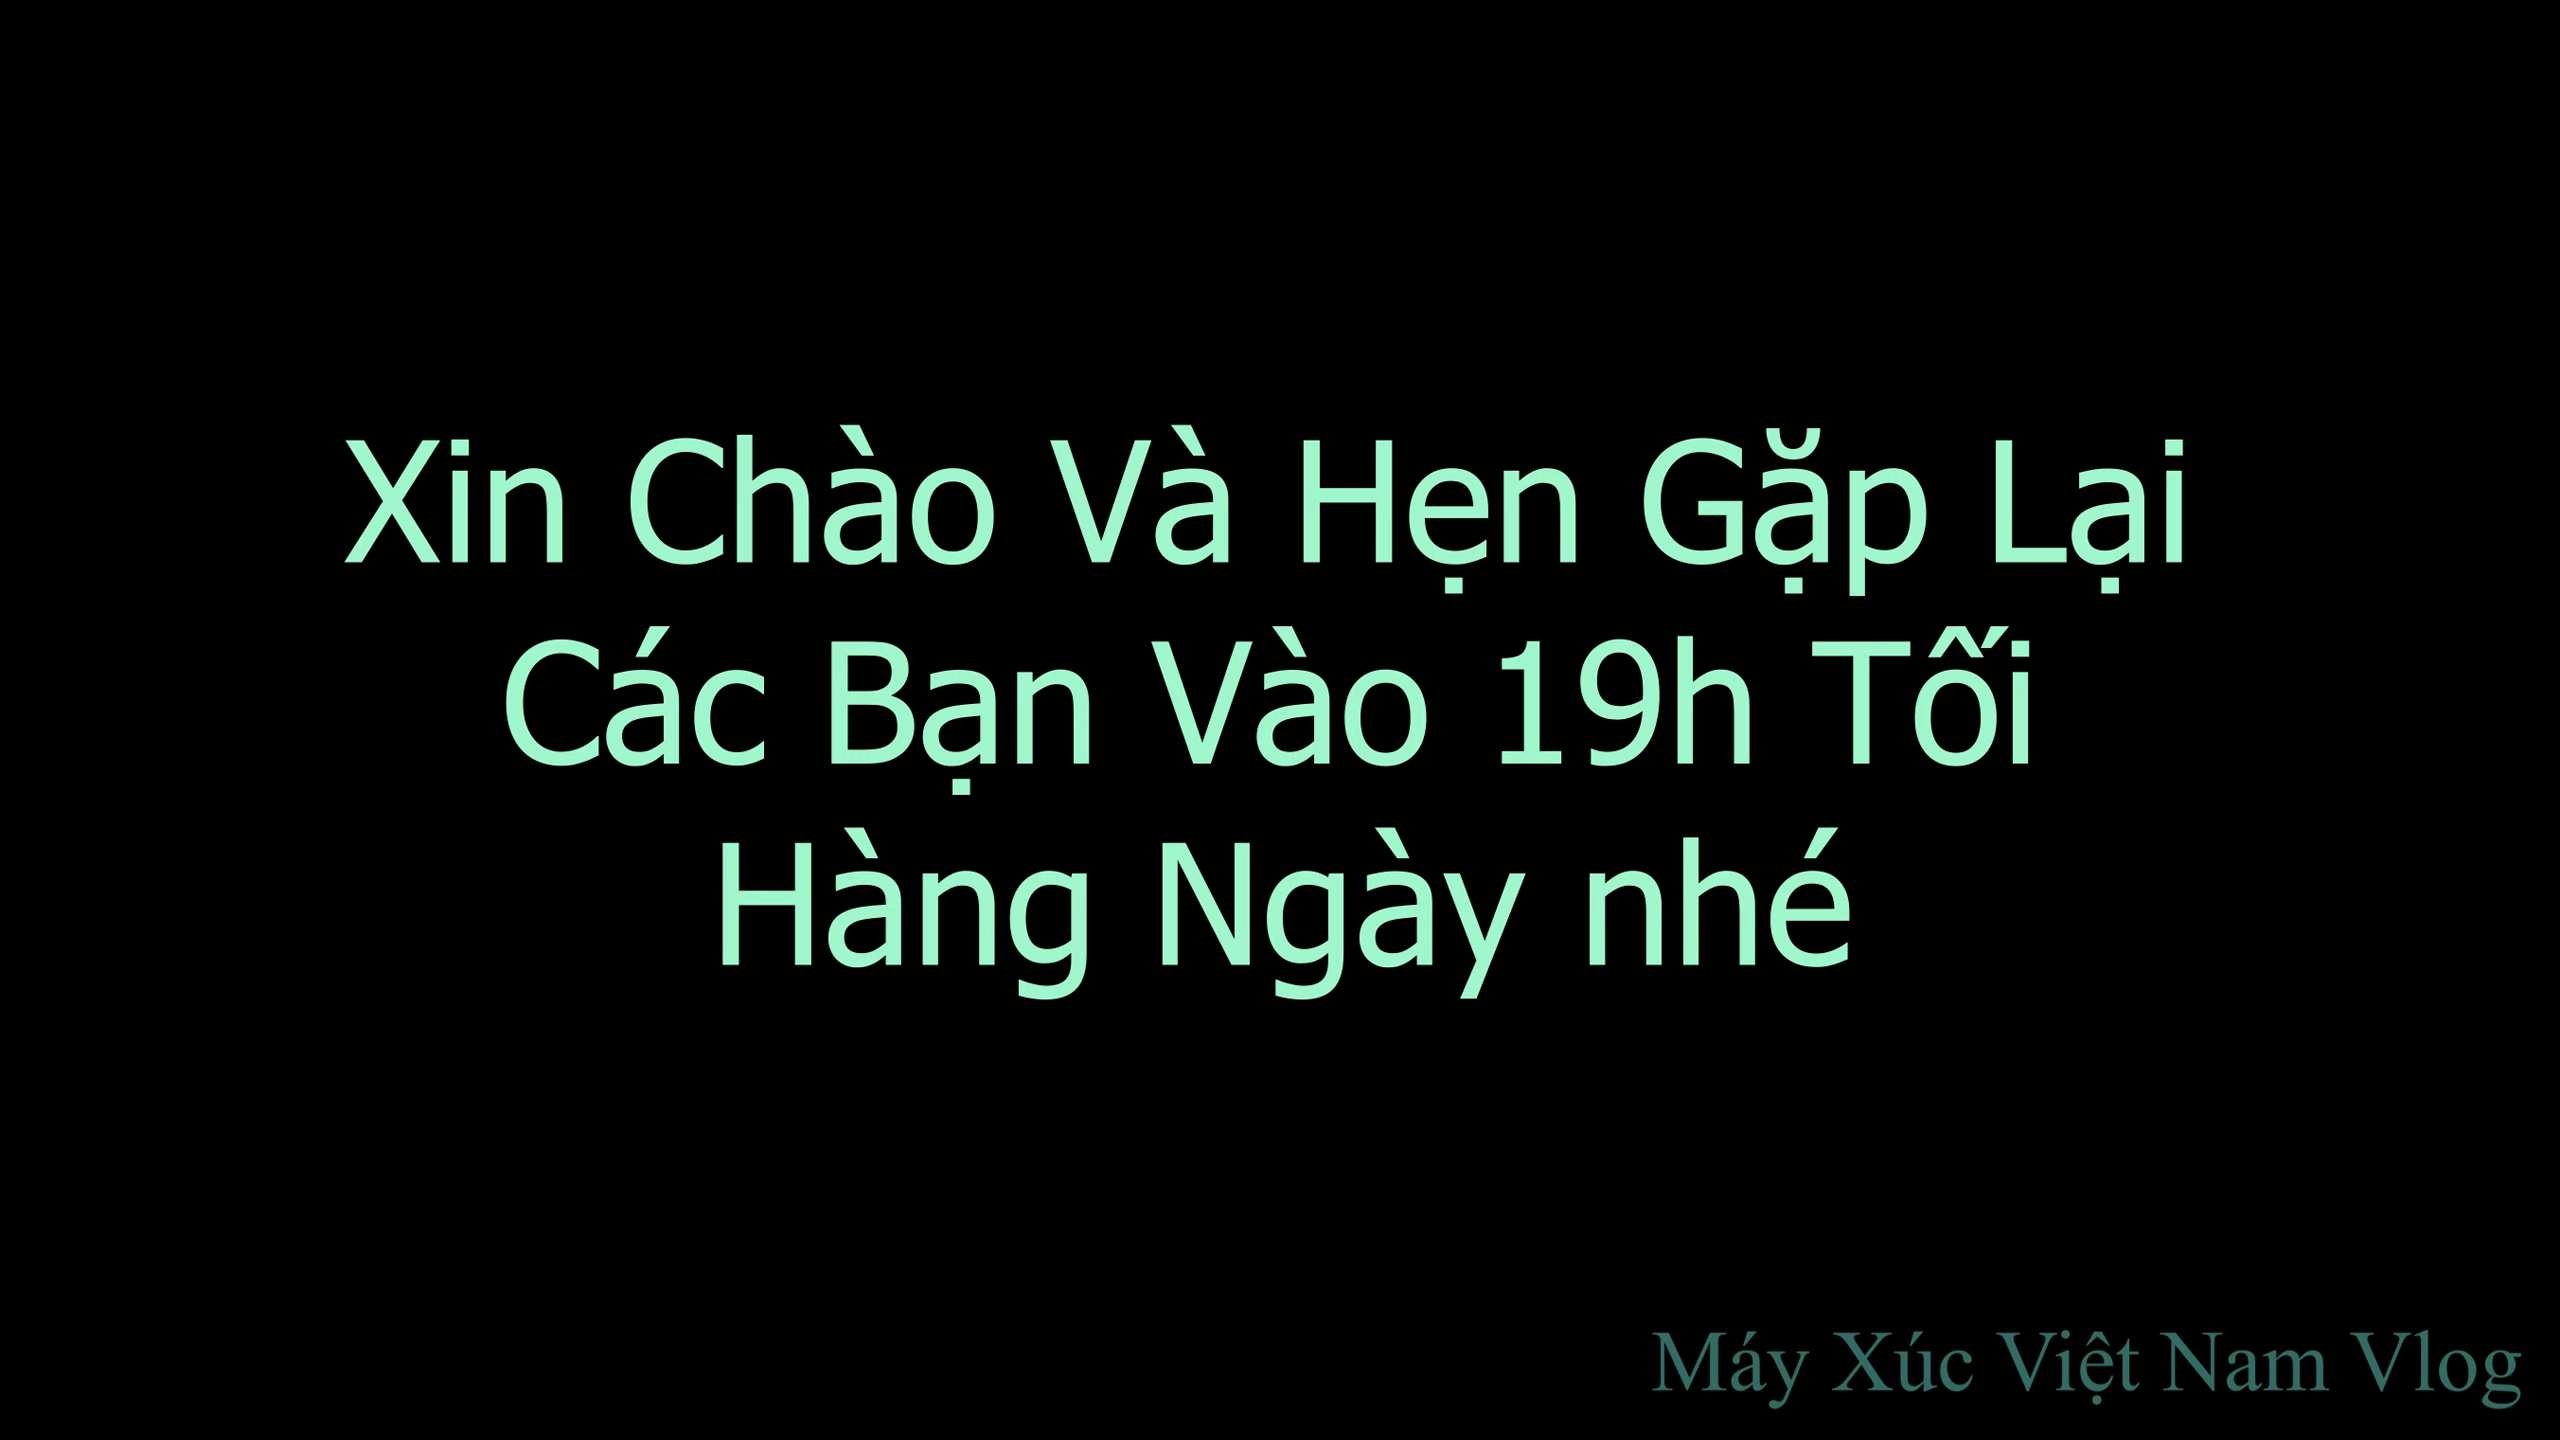 Xin Chào Và Hẹn Gặp Lại
Các Bạn Vào 19h Tối
Hàng Ngày nhé
Máy Xúc Việt Nam Vlog